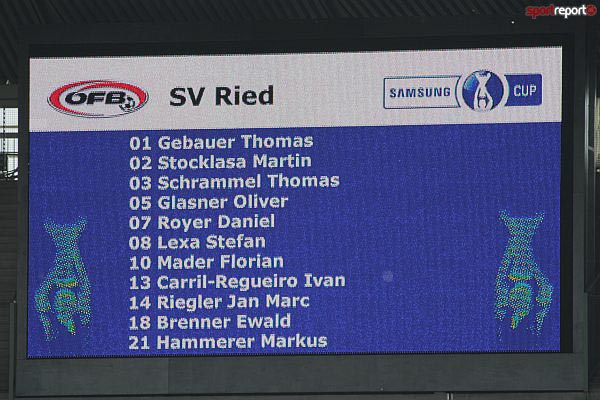 sportreport
ÖFB SV Ried SAMSUNG CUP
01 Gebauer Thomas
02 Stocklasa Martin
03 Schrammel Thomas
05 Glasner Oliver
07 Royer Daniel
08 Lexa Stefan
10 Mader Florian
13 Carril-Regueiro Ivan
14 Riegler Jan Marc
18 Brenner Ewald
21 Hammerer Markus